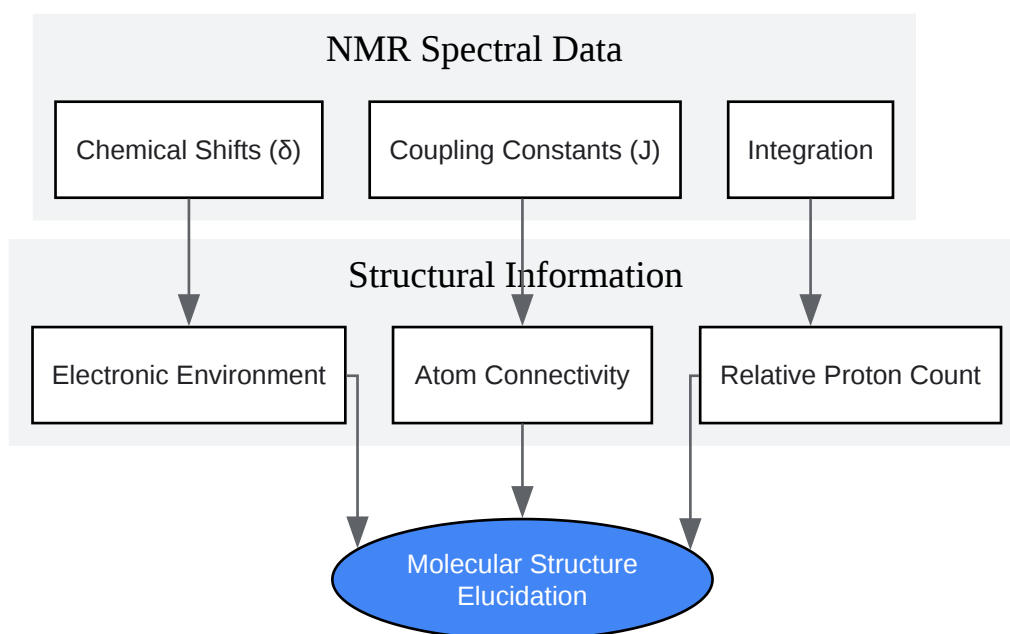 NMR Spectral Data
Chemical Shifts (δ)
Coupling Constants (J)
Integration
Structural Information
Electronic Environment
Atom Connectivity
Relative Proton Count
Molecular Structure
Elucidation